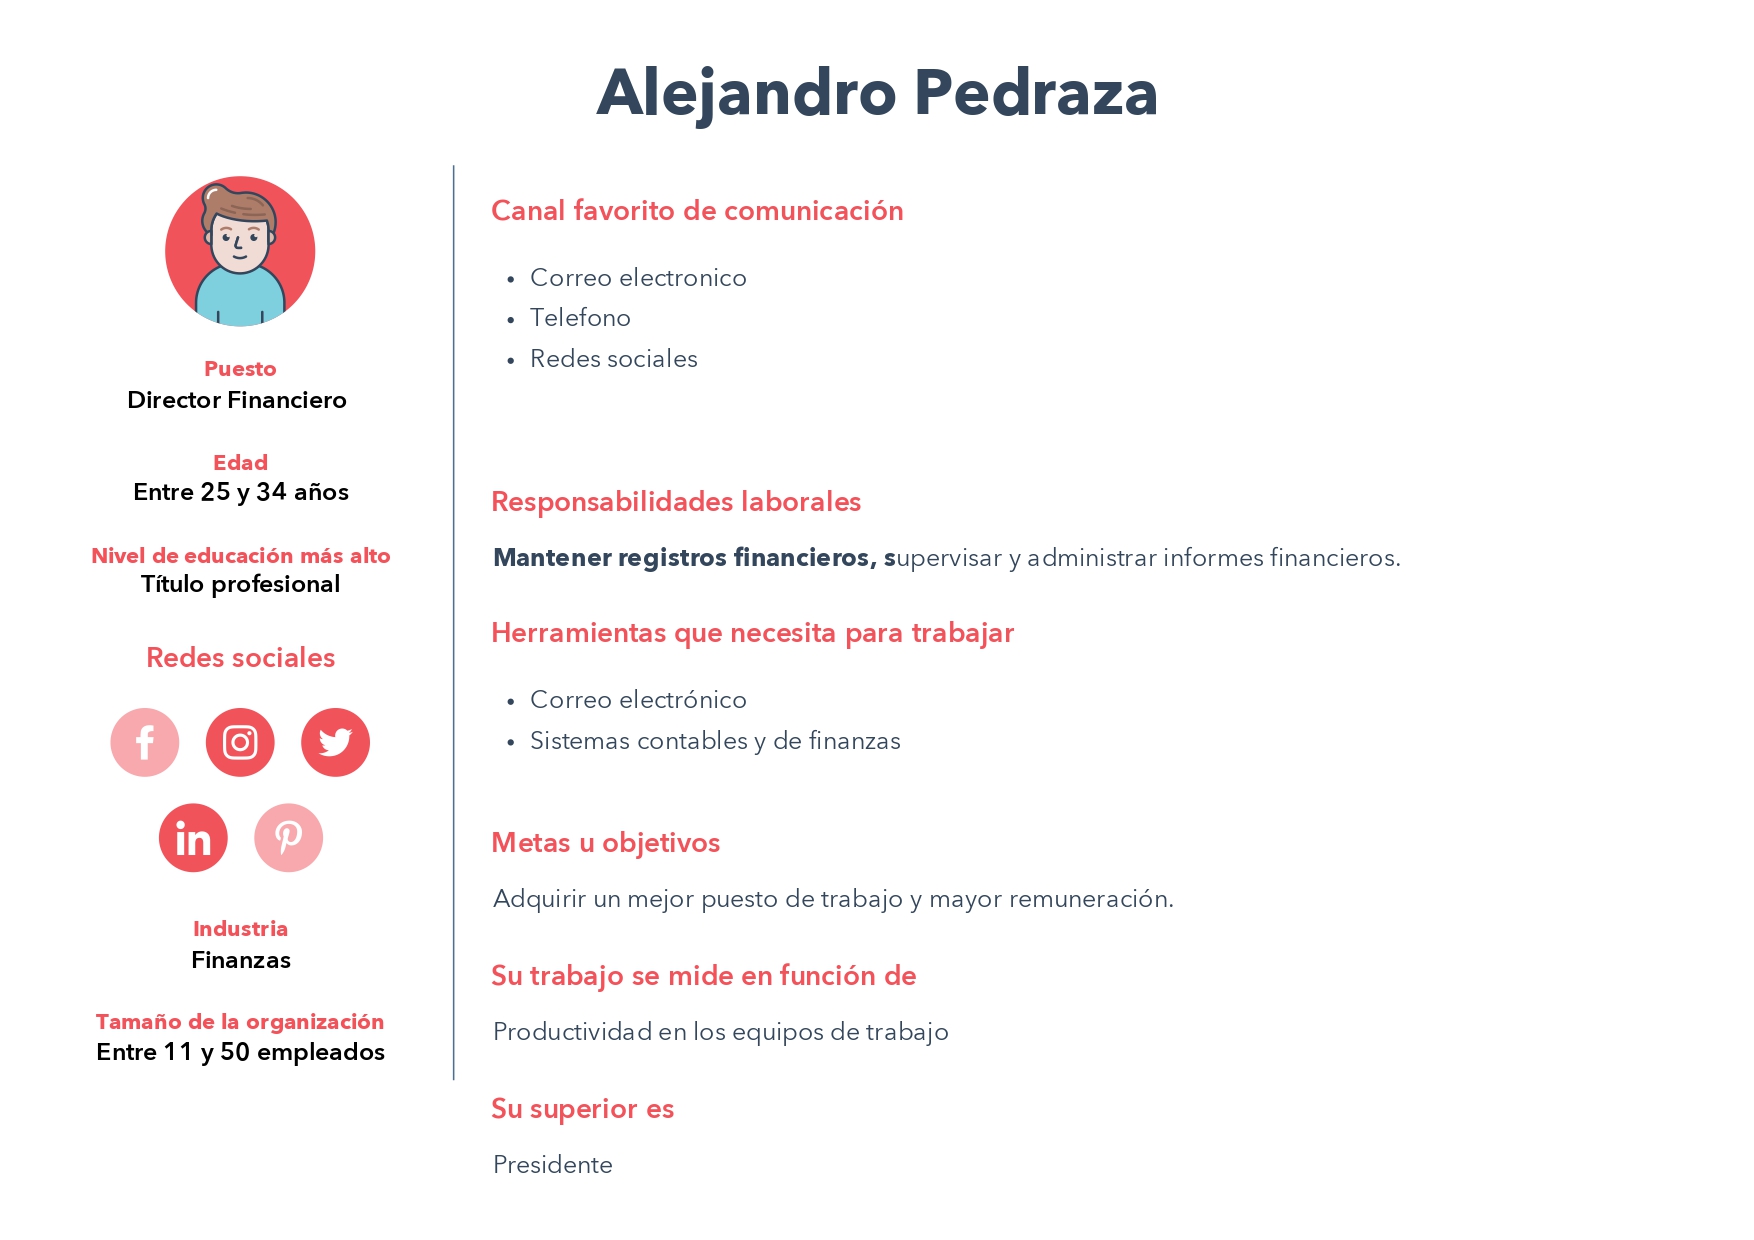 Alejandro Pedraza
Puesto
Director Financiero
Edad
Entre 25 y 34 años
Nivel de educación más alto
Título profesional
Redes sociales
f
in
Industria
Finanzas
Tamaño de la organización
Entre 11 y 50 empleados
Canal favorito de comunicación
• Correo electronico
• Telefono
• Redes sociales
Responsabilidades laborales
Mantener registros financieros, supervisar y administrar informes financieros.
Herramientas que necesita para trabajar
• Correo electrónico
• Sistemas contables y de finanzas
Metas u objetivos
Adquirir un mejor puesto de trabajo y mayor remuneración.
Su trabajo se mide en función de
Productividad en los equipos de trabajo
Su superior es
Presidente